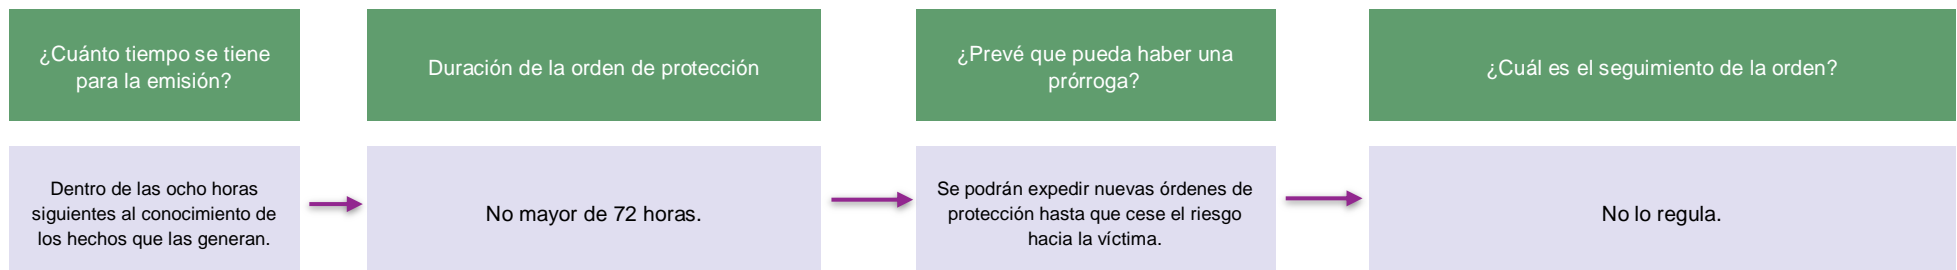 ¿Cuánto tiempo se tiene
para la emisión?
Duración de la orden de protección
¿Prevé que pueda haber una
prórroga?
¿Cuál es el seguimiento de la orden?
Dentro de las ocho horas
siguientes al conocimiento de
los hechos que las generan.
No mayor de 72 horas.
Se podrán expedir nuevas órdenes de
protección hasta que cese el riesgo
hacia la víctima.
No lo regula.